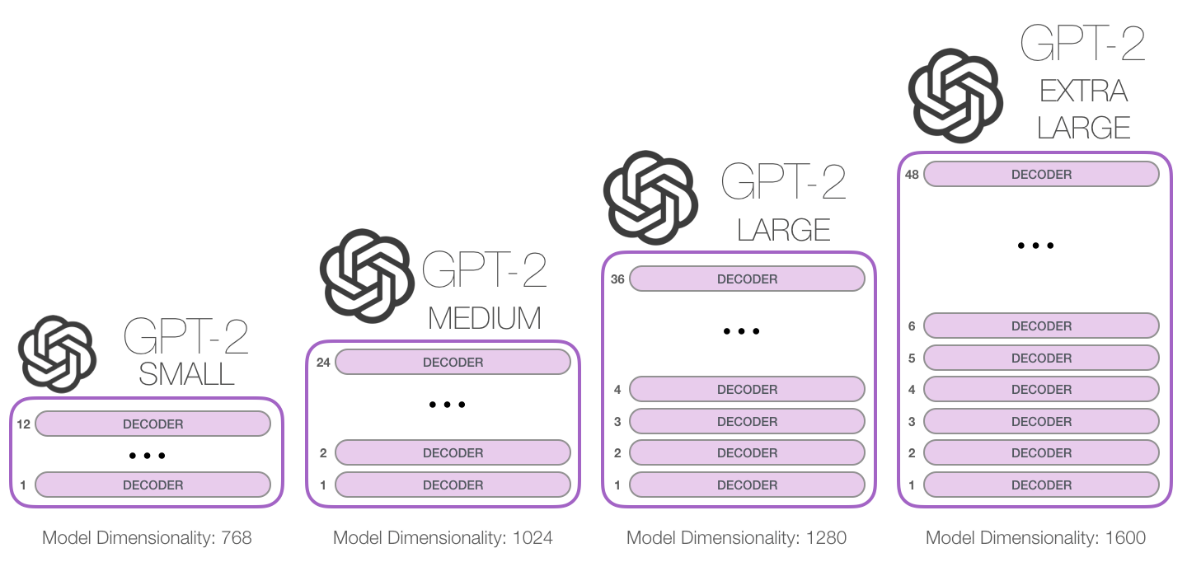 GPT-2
SMALL
12 DECODER
...
1 DECODER
Model Dimensionality: 768
GPT-2
MEDIUM
24 DECODER
...
2 DECODER
1 DECODER
Model Dimensionality: 1024
GPT-2
LARGE
36 DECODER
...
4 DECODER
3 DECODER
2 DECODER
1 DECODER
Model Dimensionality: 1280
GPT-2
EXTRA
LARGE
48 DECODER
...
6 DECODER
5 DECODER
4 DECODER
3 DECODER
2 DECODER
1 DECODER
Model Dimensionality: 1600